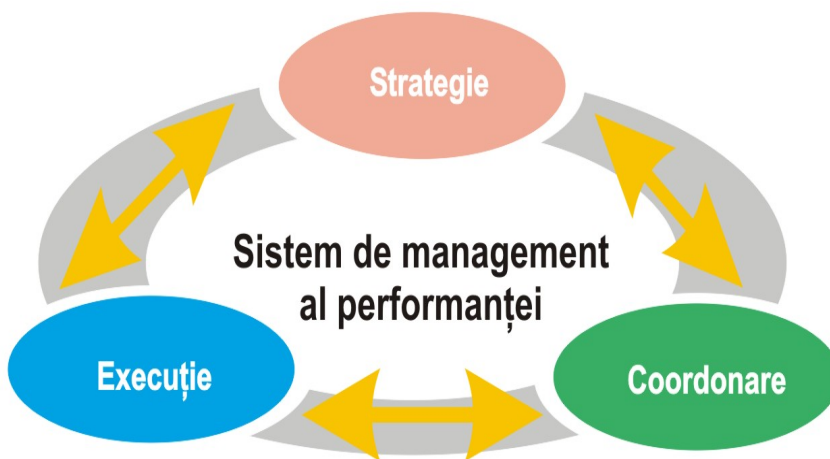 Strategie
Sistem de management
al performanței
Execuție
Coordonare